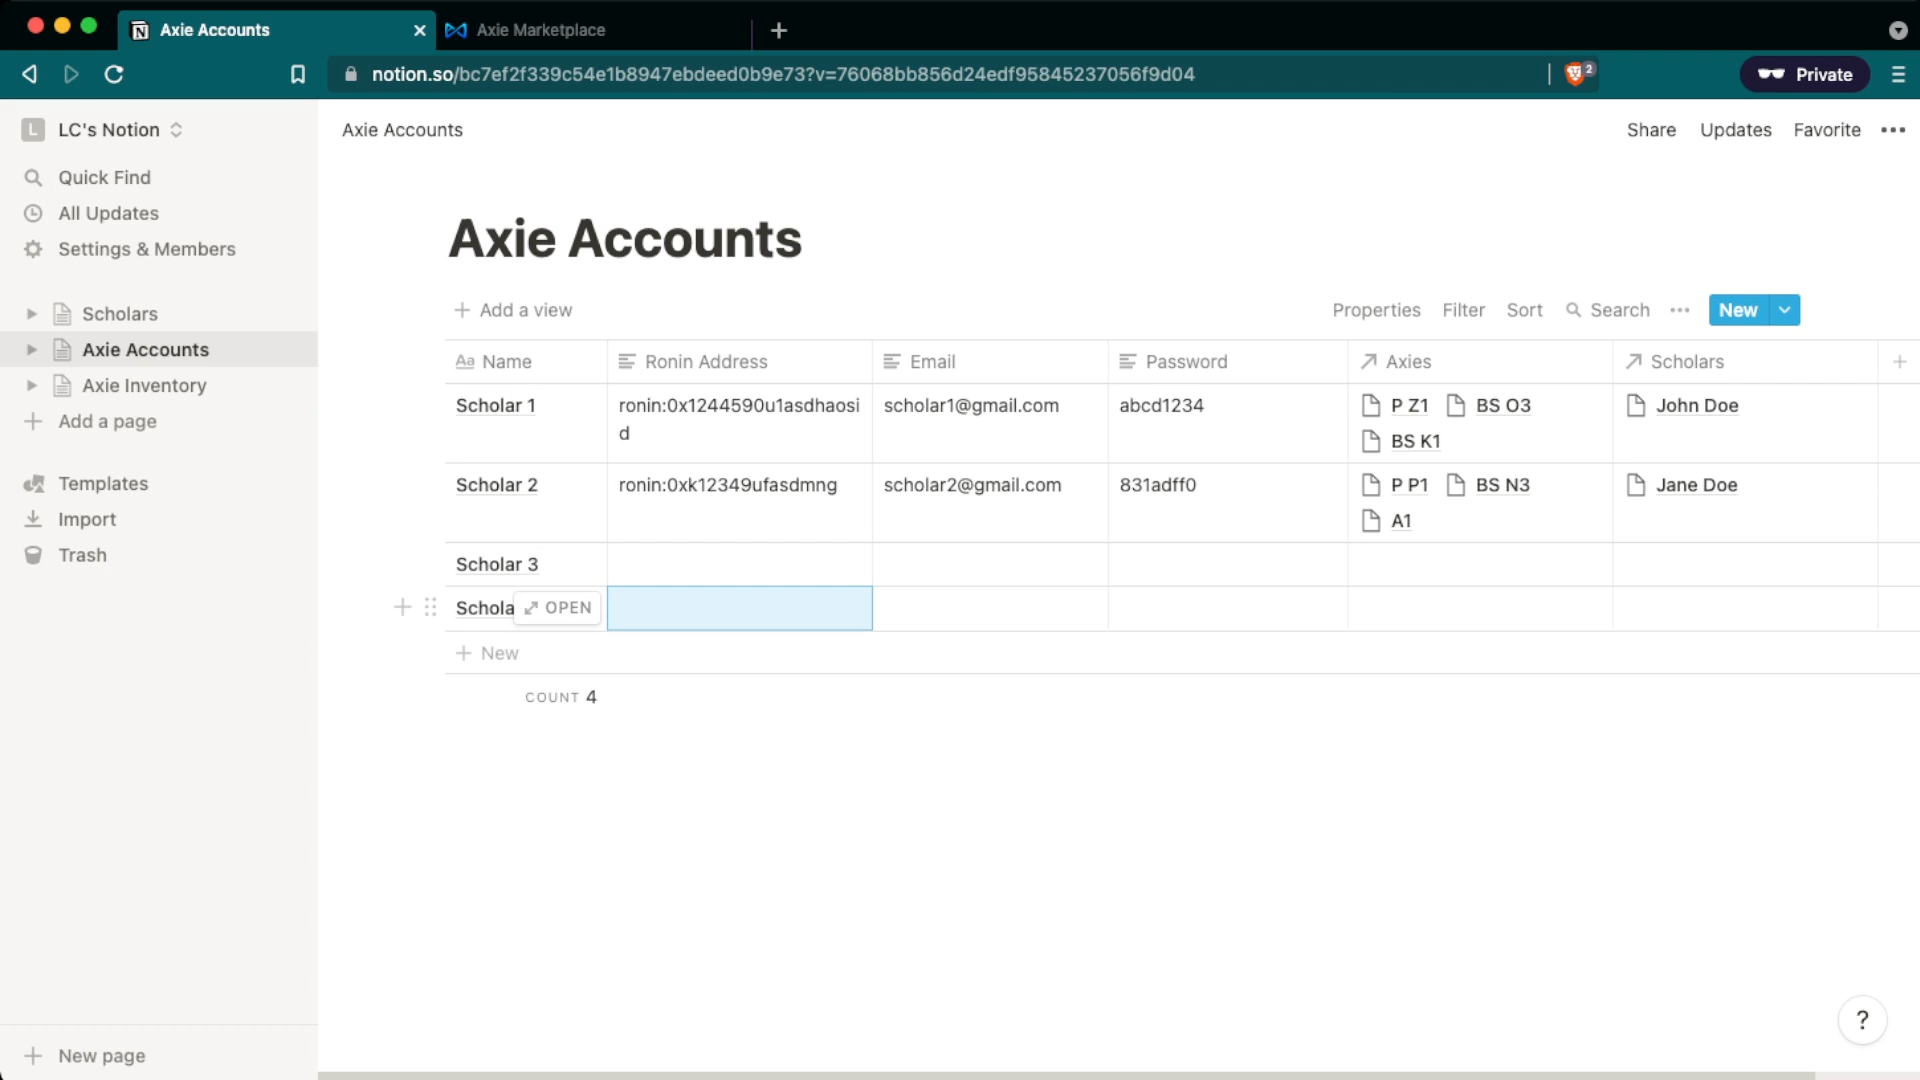 Axie Accounts
Axie Marketplace
notion.so/bc7ef2f339c54e1b8947ebdeed0b9e73?v=76068bb856d24edf95845237056f9d04
2
Private
L LC's Notion
Axie Accounts
Share Updates Favorite
Quick Find
All Updates
Settings & Members
Scholars
Axie Accounts
Axie Inventory
Add a page
Templates
Import
Trash
New page
Axie Accounts
Add a view
Properties Filter Sort Search New
Aa Name Ronin Address Email Password Axies Scholars
Scholar 1 ronin:0x1244590u1asdhaosi scholar1@gmail.com abcd1234 P Z1 BS O3 John Doe
d BS K1
Scholar 2 ronin:0xk12349ufasdmng scholar2@gmail.com 831adff0 P P1 BS N3 Jane Doe
A1
Scholar 3
Schola OPEN
New
COUNT 4
?